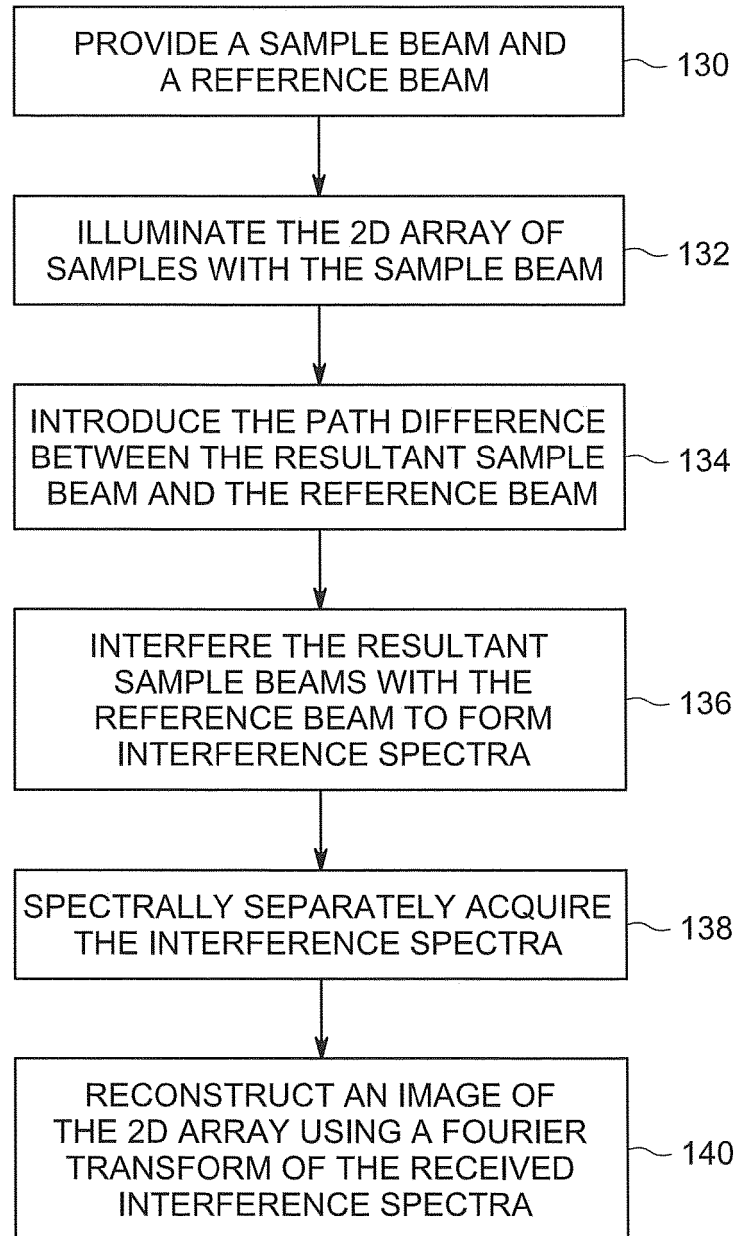 PROVIDE A SAMPLE BEAM AND
A REFERENCE BEAM
130
ILLUMINATE THE 2D ARRAY OF
SAMPLES WITH THE SAMPLE BEAM
132
INTRODUCE THE PATH DIFFERENCE
BETWEEN THE RESULTANT SAMPLE
BEAM AND THE REFERENCE BEAM
134
INTERFERE THE RESULTANT
SAMPLE BEAMS WITH THE
REFERENCE BEAM TO FORM
INTERFERENCE SPECTRA
136
SPECTRALLY SEPARATELY ACQUIRE
THE INTERFERENCE SPECTRA
138
RECONSTRUCT AN IMAGE OF
THE 2D ARRAY USING A FOURIER
TRANSFORM OF THE RECEIVED
INTERFERENCE SPECTRA
140